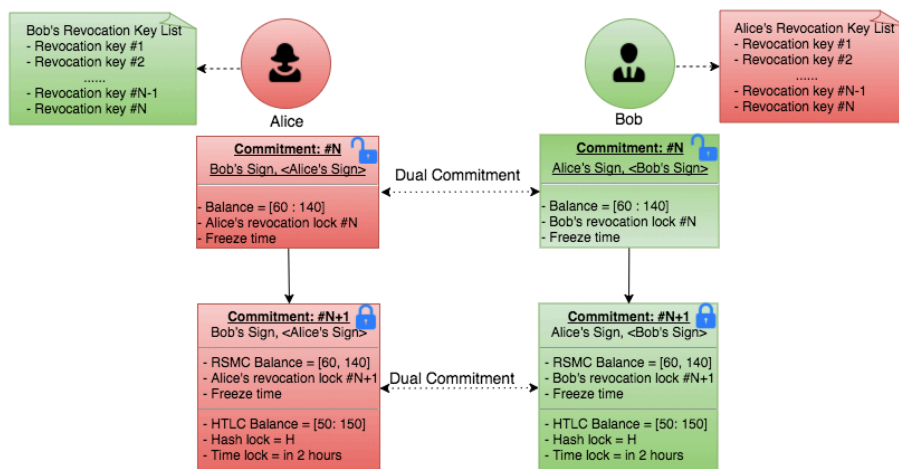 Bob's Revocation Key List
- Revocation key #1
- Revocation key #2
......
- Revocation key #N-1
- Revocation key #N
Alice
Bob
Alice's Revocation Key List
- Revocation key #1
- Revocation key #2
......
- Revocation key #N-1
- Revocation key #N
Commitment: #N
Bob's Sign, <Alice's Sign>
- Balance = [60 : 140]
- Alice's revocation lock #N
- Freeze time
Dual Commitment
Commitment: #N
Alice's Sign, <Bob's Sign>
- Balance = [60 : 140]
- Bob's revocation lock #N
- Freeze time
Commitment: #N+1
Bob's Sign, <Alice's Sign>
- RSMC Balance = [60, 140]
- Alice's revocation lock #N+1
- Freeze time
- HTLC Balance = [50: 150]
- Hash lock = H
- Time lock = in 2 hours
Dual Commitment
Commitment: #N+1
Alice's Sign, <Bob's Sign>
- RSMC Balance = [60, 140]
- Bob's revocation lock #N+1
- Freeze time
- HTLC Balance = [50: 150]
- Hash lock = H
- Time lock = in 2 hours